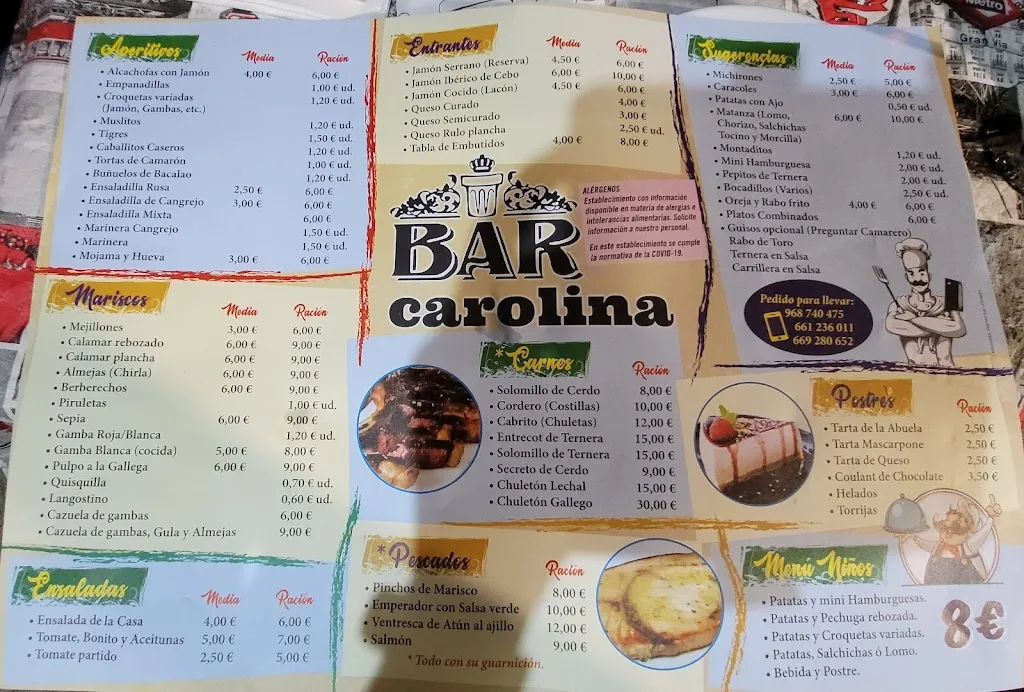 Metro
Gran Vía
Aperitivos Media Ración
• Alcachofas con Jamón 4,00 € 6,00 €
• Empanadillas 1,00 € ud.
• Croquetas variadas 1,20 € ud.
(Jamón, Gambas, etc.)
• Muslitos 1,20 € ud.
• Tigres 1,50 € ud.
• Caballitos Caseros 1,20 € ud.
• Tortas de Camarón 1,00 € ud.
• Buñuelos de Bacalao 1,20 € ud.
• Ensaladilla Rusa 2,50 € 6,00 €
• Ensaladilla de Cangrejo 3,00 € 6,00 €
• Ensaladilla Mixta 6,00 €
• Marinera Cangrejo 1,50 € ud.
• Marinera 1,50 € ud.
• Mojama y Hueva 3,00 € 6,00 €
Entrantes Media Ración
• Jamón Serrano (Reserva) 4,50 € 6,00 €
• Jamón Ibérico de Cebo 6,00 € 10,00 €
• Jamón Cocido (Lacón) 4,50 € 6,00 €
• Queso Curado 4,00 €
• Queso Semicurado 3,00 €
• Queso Rulo plancha 2,50 € ud.
• Tabla de Embutidos 4,00 € 8,00 €
Sugerencias Media Ración
• Michirones 2,50 € 5,00 €
• Caracoles 3,00 € 6,00 €
• Patatas con Ajo 0,50 € ud.
• Matanza (Lomo, 6,00 € 10,00 €
Chorizo, Salchichas
Tocino y Morcilla)
• Montaditos 1,20 € ud.
• Mini Hamburguesa 2,00 € ud.
• Pepitos de Ternera 2,00 € ud.
• Bocadillos (Varios) 2,50 € ud.
• Oreja y Rabo frito 4,00 € 6,00 €
• Platos Combinados 6,00 €
• Guisos opcional (Preguntar Camarero)
Rabo de Toro
Ternera en Salsa
Carrillera en Salsa
Pedido para llevar:
968 740 475
661 236 011
669 280 652
ALÉRGENOS
Establecimiento con información
disponible en materia de alergias e
intolerancias alimentarias. Solicite
información a nuestro personal.
En este establecimiento se cumple
la normativa de la COVID-19.
BAR
carolina
Mariscos Media Ración
• Mejillones 3,00 € 6,00 €
• Calamar rebozado 6,00 € 9,00 €
• Calamar plancha 6,00 € 9,00 €
• Almejas (Chirla) 6,00 € 9,00 €
• Berberechos 6,00 € 9,00 €
• Piruletas 1,00 € ud.
• Sepia 6,00 € 9,00 €
• Gamba Roja/Blanca 1,20 € ud.
• Gamba Blanca (cocida) 5,00 € 8,00 €
• Pulpo a la Gallega 6,00 € 9,00 €
• Quisquilla 0,70 € ud.
• Langostino 0,60 € ud.
• Cazuela de gambas 6,00 €
• Cazuela de gambas, Gula y Almejas 9,00 €
*Carnes Ración
• Solomillo de Cerdo 8,00 €
• Cordero (Costillas) 10,00 €
• Cabrito (Chuletas) 12,00 €
• Entrecot de Ternera 15,00 €
• Solomillo de Ternera 15,00 €
• Secreto de Cerdo 9,00 €
• Chuletón Lechal 15,00 €
• Chuletón Gallego 30,00 €
Postres Ración
• Tarta de la Abuela 2,50 €
• Tarta Mascarpone 2,50 €
• Tarta de Queso 2,50 €
• Coulant de Chocolate 3,50 €
• Helados
• Torrijas
Ensaladas Media Ración
• Ensalada de la Casa 4,00 € 6,00 €
• Tomate, Bonito y Aceitunas 5,00 € 7,00 €
• Tomate partido 2,50 € 5,00 €
*Pescados Ración
• Pinchos de Marisco 8,00 €
• Emperador con Salsa verde 10,00 €
• Ventresca de Atún al ajillo 12,00 €
• Salmón 9,00 €
* Todo con su guarnición.
Menú Niños
• Patatas y mini Hamburguesas.
• Patatas y Pechuga rebozada.
• Patatas y Croquetas variadas.
• Patatas, Salchichas ó Lomo.
• Bebida y Postre.
8€